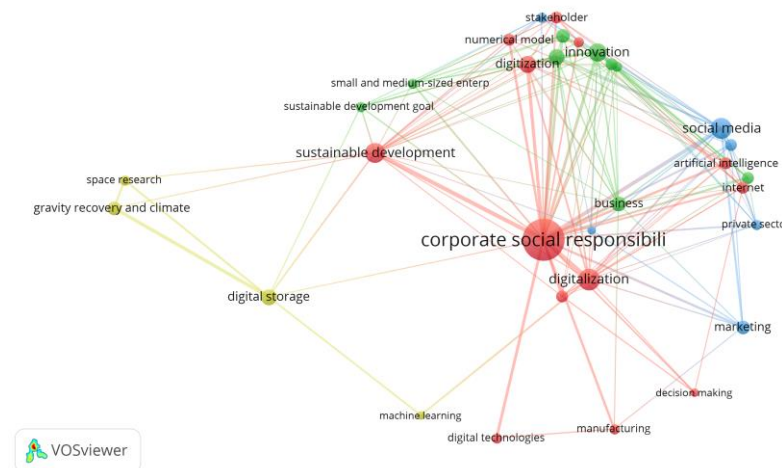 stakeholder
numerical model
innovation
digitization
small and medium-sized enterp
sustainable development goal
social media
sustainable development
artificial intelligence
space research
internet
gravity recovery and climate
business
private secto
corporate social responsibili
digitalization
digital storage
marketing
decision making
machine learning
manufacturing
digital technologies
VOSviewer